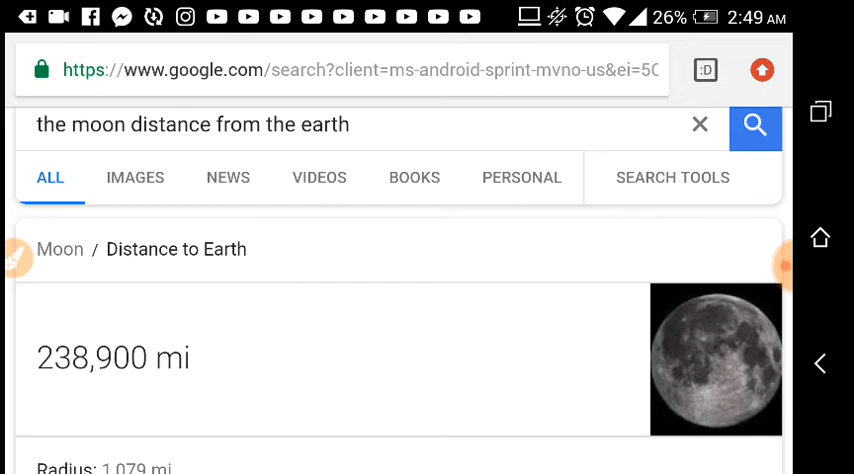 26% 2:49 AM
https://www.google.com/search?client=ms-android-sprint-mvno-us&ei=5C
:D
the moon distance from the earth
ALL IMAGES NEWS VIDEOS BOOKS PERSONAL SEARCH TOOLS
Moon / Distance to Earth
238,900 mi
Radius: 1,079 mi